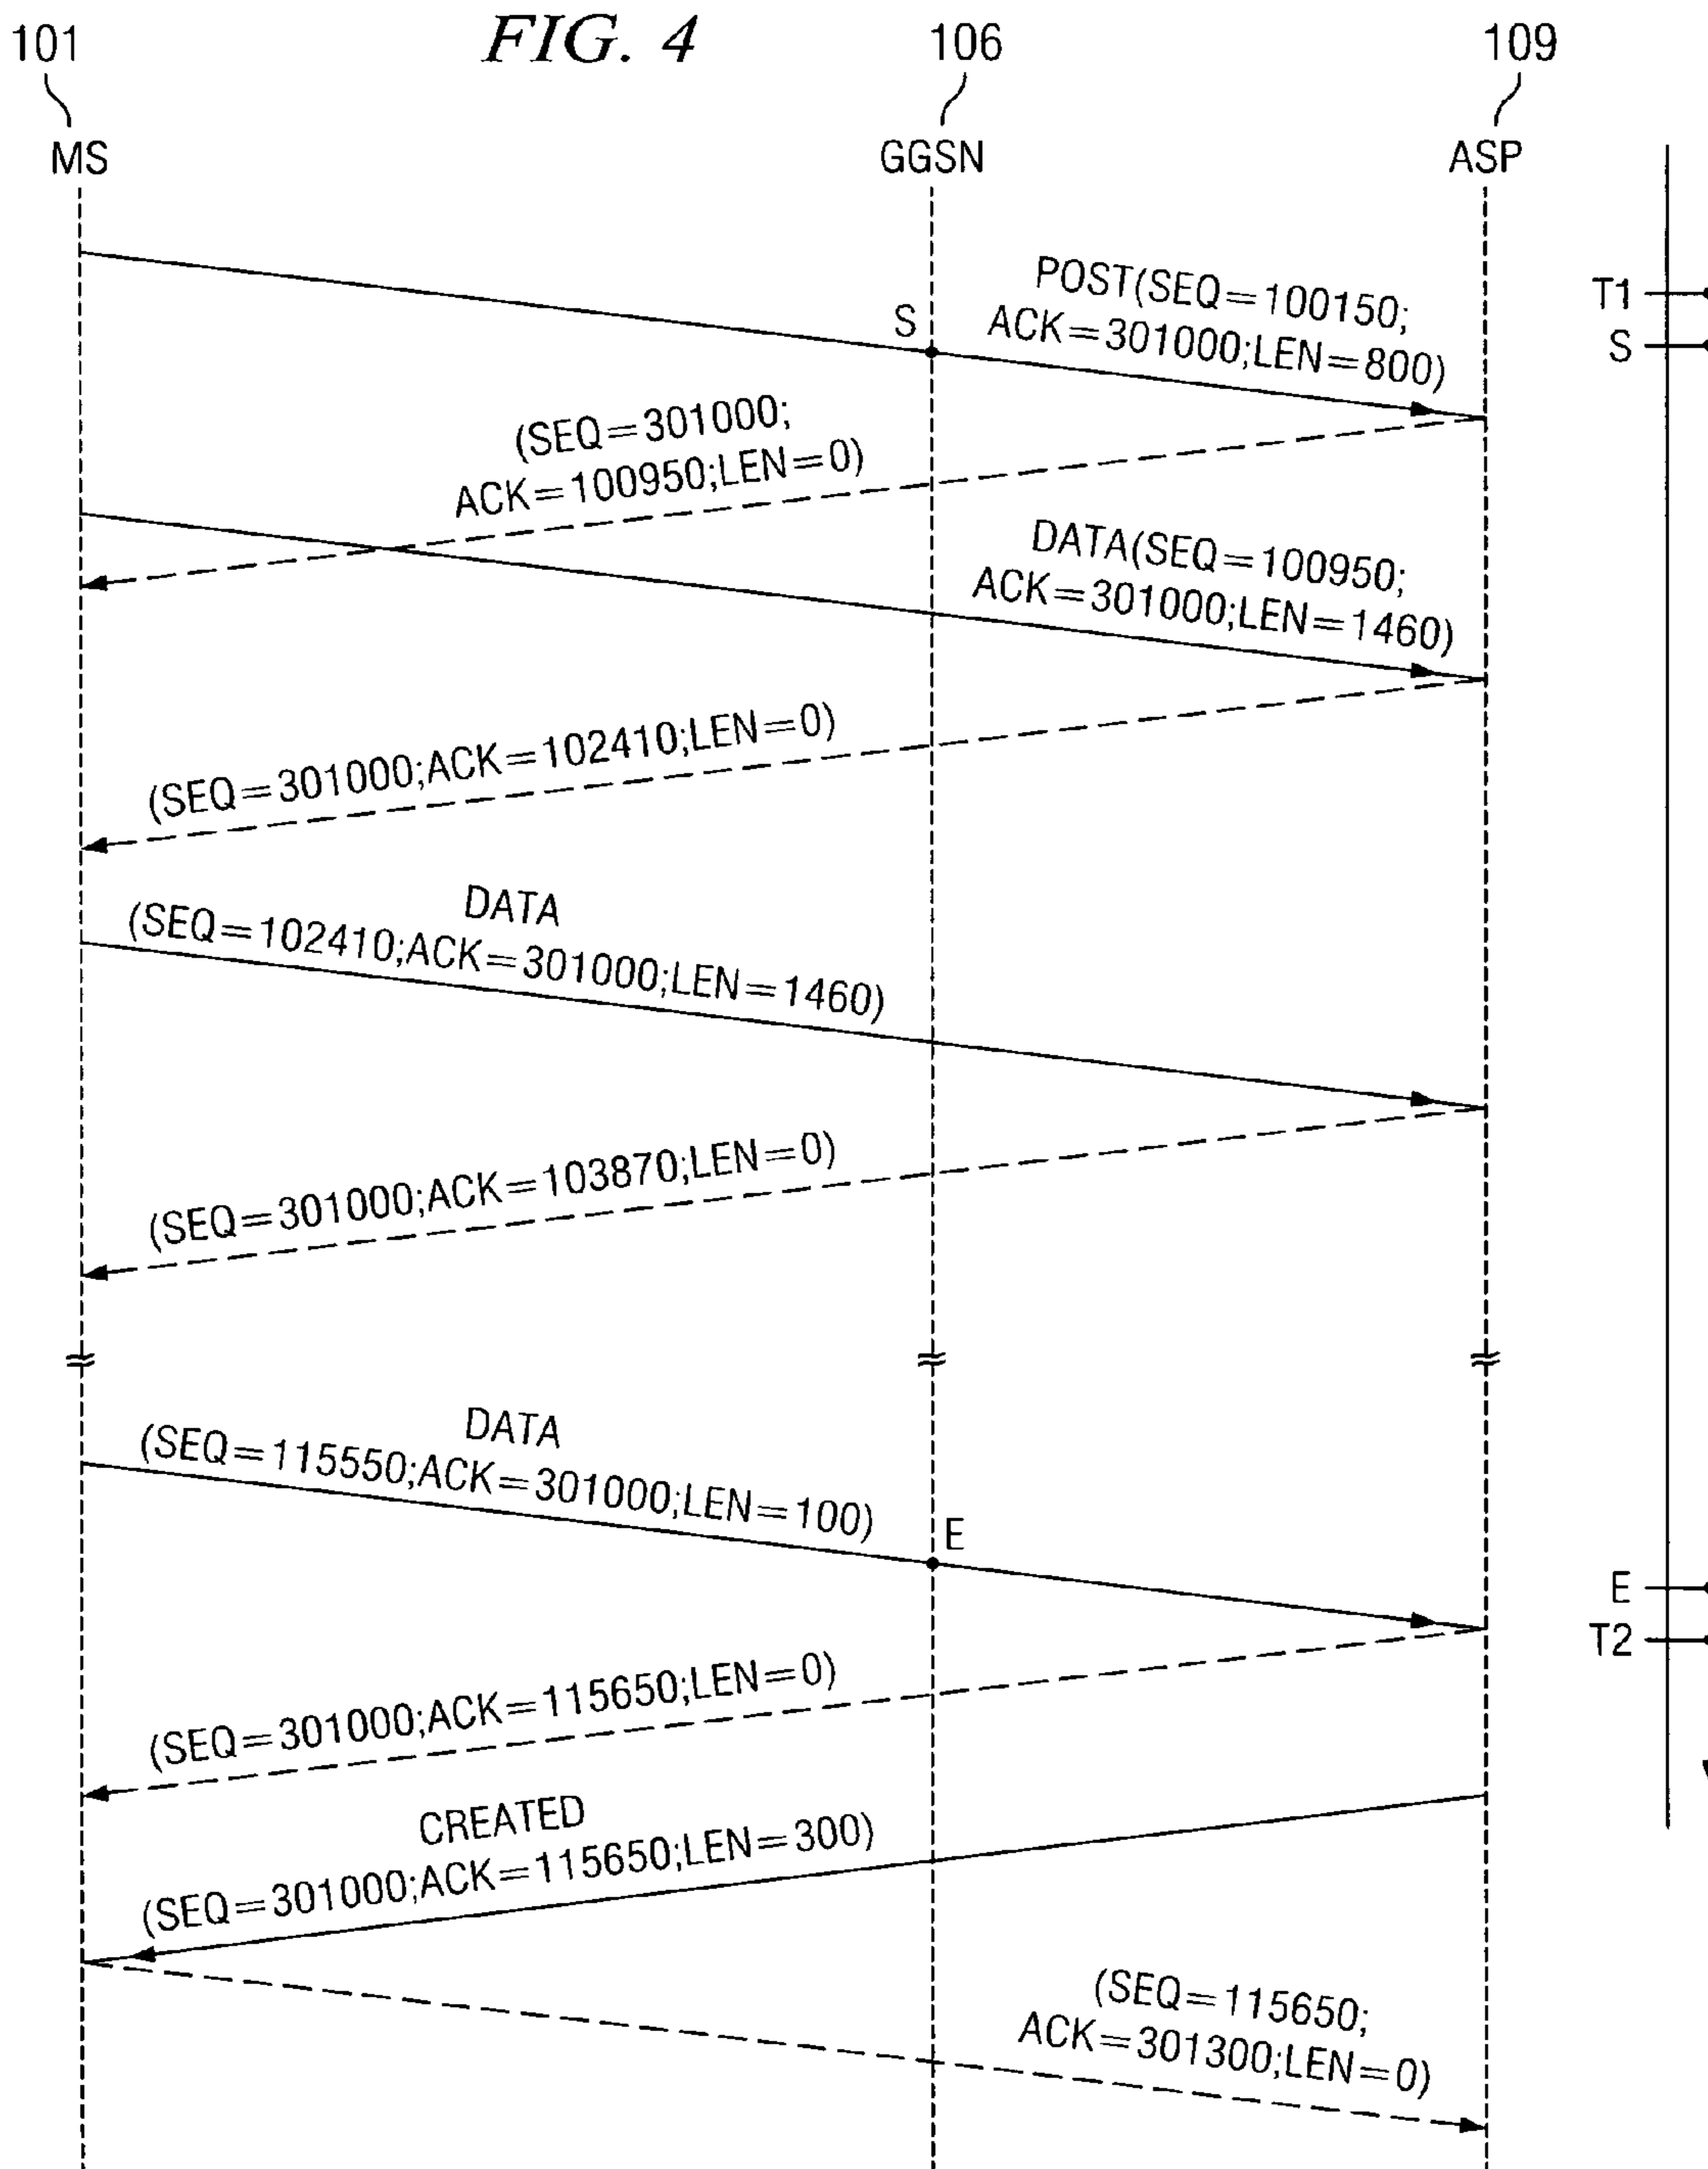 FIG. 4
101
106
109
MS
GGSN
ASP
POST(SEQ=100150;
ACK=301000;LEN=800)
T1
S
S
(SEQ=301000;
ACK=100950;LEN=0)
DATA(SEQ=100950;
ACK=301000;LEN=1460)
(SEQ=301000;ACK=102410;LEN=0)
DATA
(SEQ=102410;ACK=301000;LEN=1460)
(SEQ=301000;ACK=103870;LEN=0)
DATA
(SEQ=115550;ACK=301000;LEN=100)
E
E
T2
(SEQ=301000;ACK=115650;LEN=0)
CREATED
(SEQ=301000;ACK=115650;LEN=300)
(SEQ=115650;
ACK=301300;LEN=0)